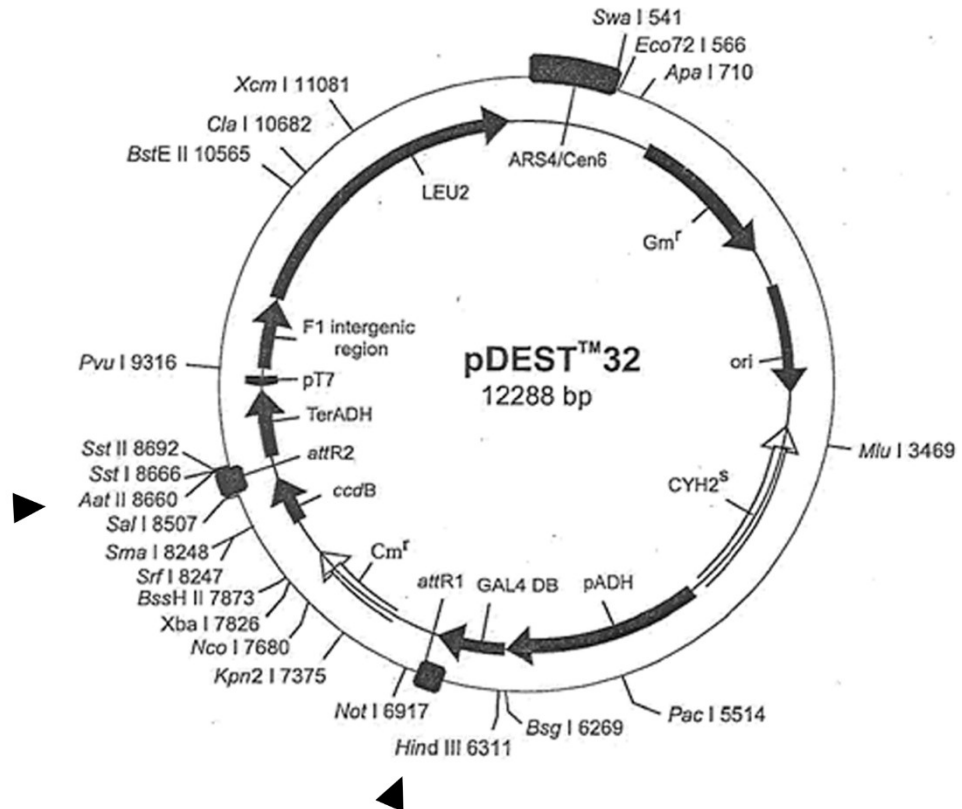 Swa I 541
Eco72 I 566
Apa I 710
Xcm I 11081
Cla I 10682
BstE II 10565
ARS4/Cen6
LEU2
Gmr
F1 intergenic
region
pDEST™32
12288 bp
ori
Pvu I 9316
pT7
TerADH
Mlu I 3469
Sst II 8692
Sst I 8666
Aat II 8660
Sal I 8507
Sma I 8248
Srf I 8247
BssH II 7873
Xba I 7826
Nco I 7680
Kpn2 I 7375
Not I 6917
Hind III 6311
Bsg I 6269
Pac I 5514
attR2
ccdB
Cmr
attR1
GAL4 DB
pADH
CYH2S